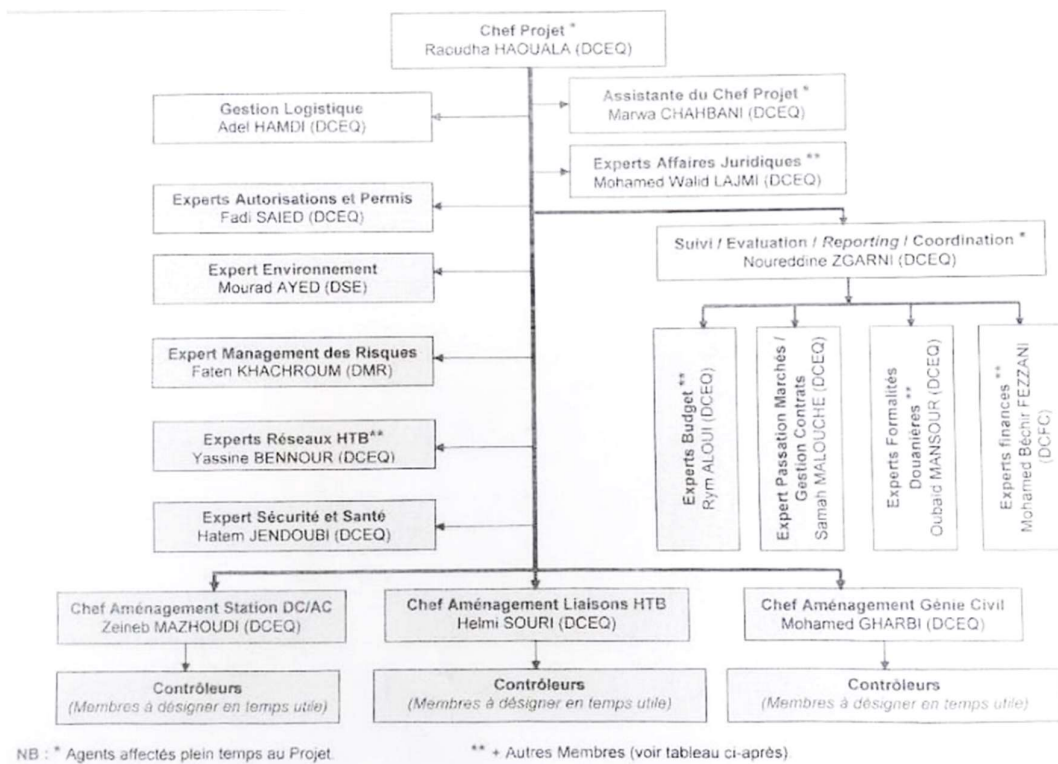 Chef Projet *
Raoudha HAOUALA (DCEQ)
Gestion Logistique
Adel HAMDI (DCEQ)
Assistante du Chef Projet *
Marwa CHAHBANI (DCEQ)
Experts Affaires Juridiques **
Mohamed Walid LAJMI (DCEQ)
Experts Autorisations et Permis
Fadi SAIED (DCEQ)
Suivi / Evaluation / Reporting / Coordination *
Noureddine ZGARNI (DCEQ)
Expert Environnement
Mourad AYED (DSE)
Expert Management des Risques
Faten KHACHROUM (DMR)
Experts Réseaux HTB**
Yassine BENNOUR (DCEQ)
Expert Sécurité et Santé
Hatem JENDOUBI (DCEQ)
Experts Budget **
Rym ALOUI (DCEQ)
Expert Passation Marchés /
Gestion Contrats
Samah MALOUCHE (DCEQ)
Experts Formalités
Douanières **
Oubaid MANSOUR (DCEQ)
Experts finances **
Mohamed Béchir FEZZANI
(DCFC)
Chef Aménagement Station DC/AC
Zeineb MAZHOUDI (DCEQ)
Chef Aménagement Liaisons HTB
Helmi SOURI (DCEQ)
Chef Aménagement Génie Civil
Mohamed GHARBI (DCEQ)
Contrôleurs
(Membres à désigner en temps utile)
Contrôleurs
(Membres à désigner en temps utile)
Contrôleurs
(Membres à désigner en temps utile)
NB : * Agents affectés plein temps au Projet.
** + Autres Membres (voir tableau ci-après)